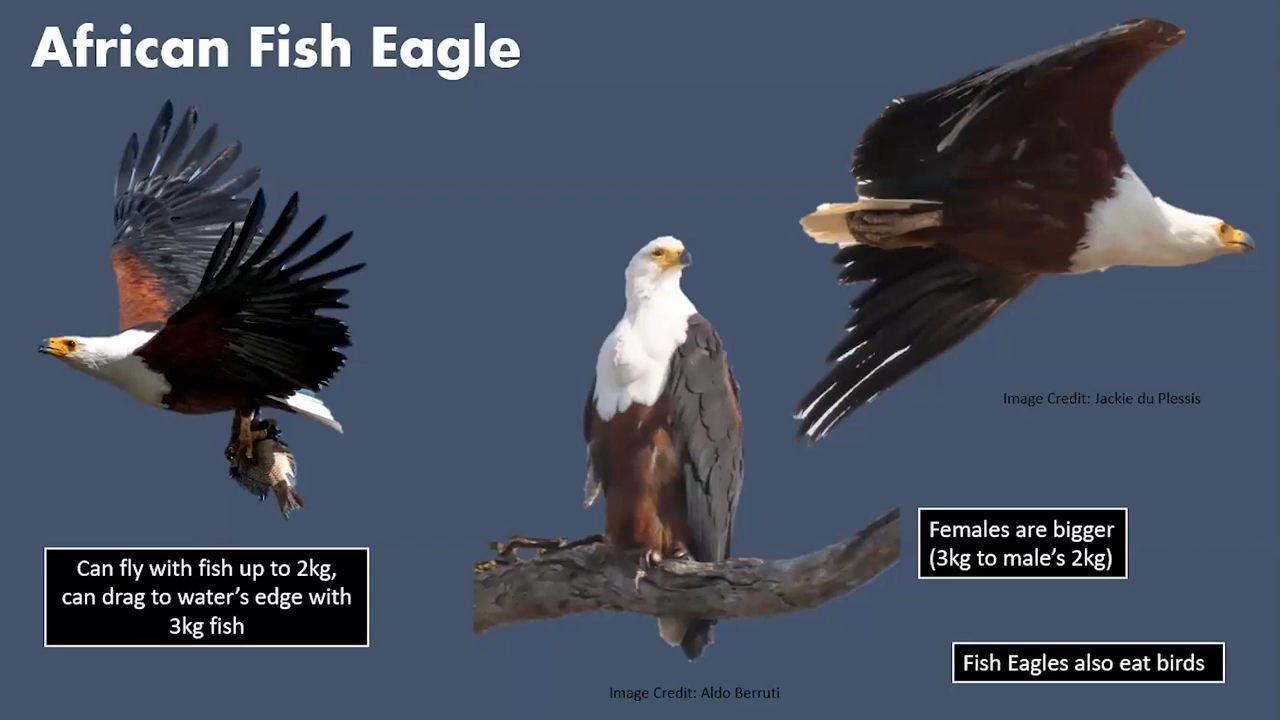 African Fish Eagle
Image Credit: Jackie du Plessis
Females are bigger
(3kg to male's 2kg)
Can fly with fish up to 2kg,
can drag to water's edge with
3kg fish
Fish Eagles also eat birds
Image Credit: Aldo Berruti